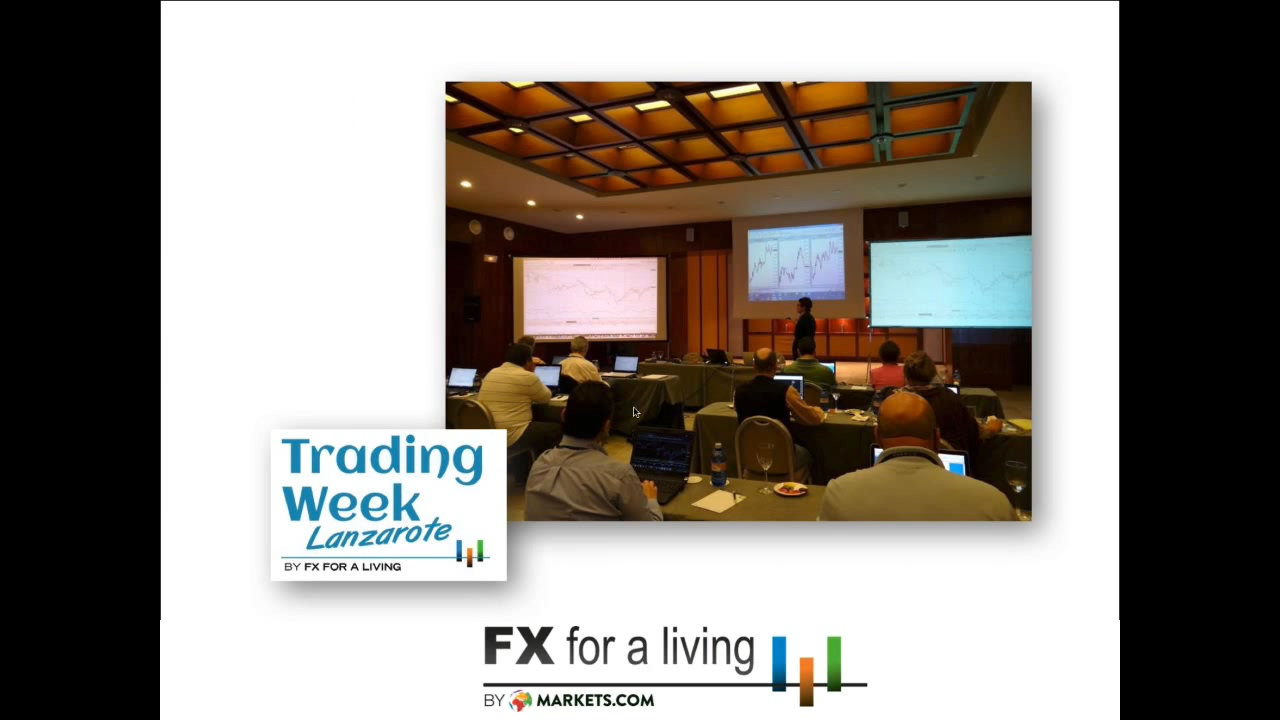 Trading
Week
Lanzarote
BY FX FOR A LIVING
FX for a living
BY MARKETS.COM